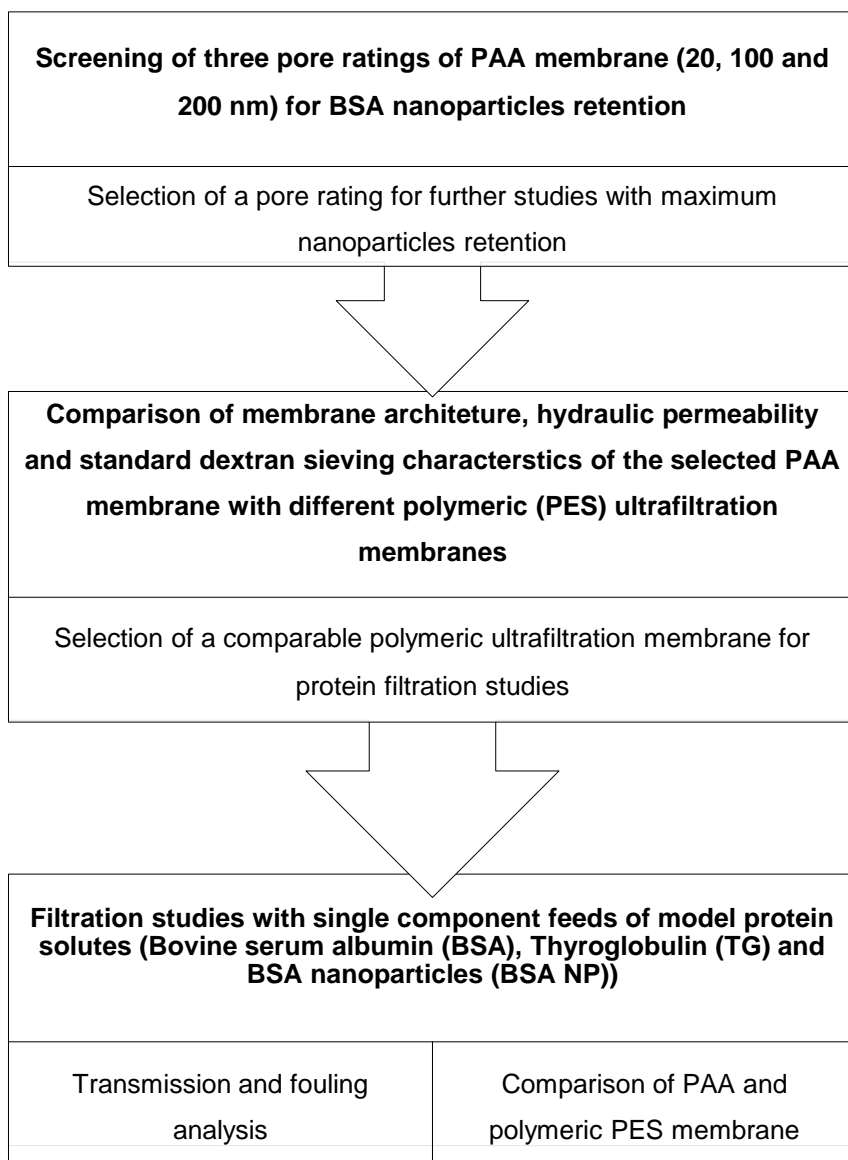 Screening of three pore ratings of PAA membrane (20, 100 and
200 nm) for BSA nanoparticles retention
Selection of a pore rating for further studies with maximum
nanoparticles retention
Comparison of membrane architeture, hydraulic permeability
and standard dextran sieving characterstics of the selected PAA
membrane with different polymeric (PES) ultrafiltration
membranes
Selection of a comparable polymeric ultrafiltration membrane for
protein filtration studies
Filtration studies with single component feeds of model protein
solutes (Bovine serum albumin (BSA), Thyroglobulin (TG) and
BSA nanoparticles (BSA NP))
Transmission and fouling
analysis
Comparison of PAA and
polymeric PES membrane